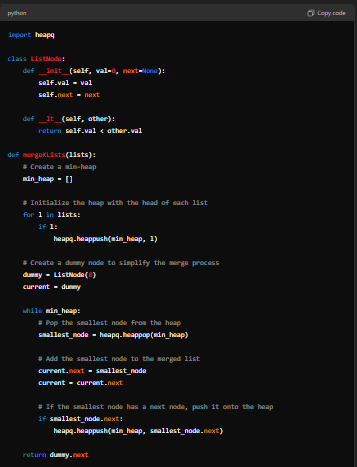 python
Copy code
import heapq
class ListNode:
    def __init__(self, val=0, next=None):
        self.val = val
        self.next = next
    def __lt__(self, other):
        return self.val < other.val
def mergeKLists(lists):
    # Create a min-heap
    min_heap = []
    # Initialize the heap with the head of each list
    for l in lists:
        if l:
            heapq.heappush(min_heap, l)
    # Create a dummy node to simplify the merge process
    dummy = ListNode(0)
    current = dummy
    while min_heap:
        # Pop the smallest node from the heap
        smallest_node = heapq.heappop(min_heap)
        # Add the smallest node to the merged list
        current.next = smallest_node
        current = current.next
        # If the smallest node has a next node, push it onto the heap
        if smallest_node.next:
            heapq.heappush(min_heap, smallest_node.next)
    return dummy.next